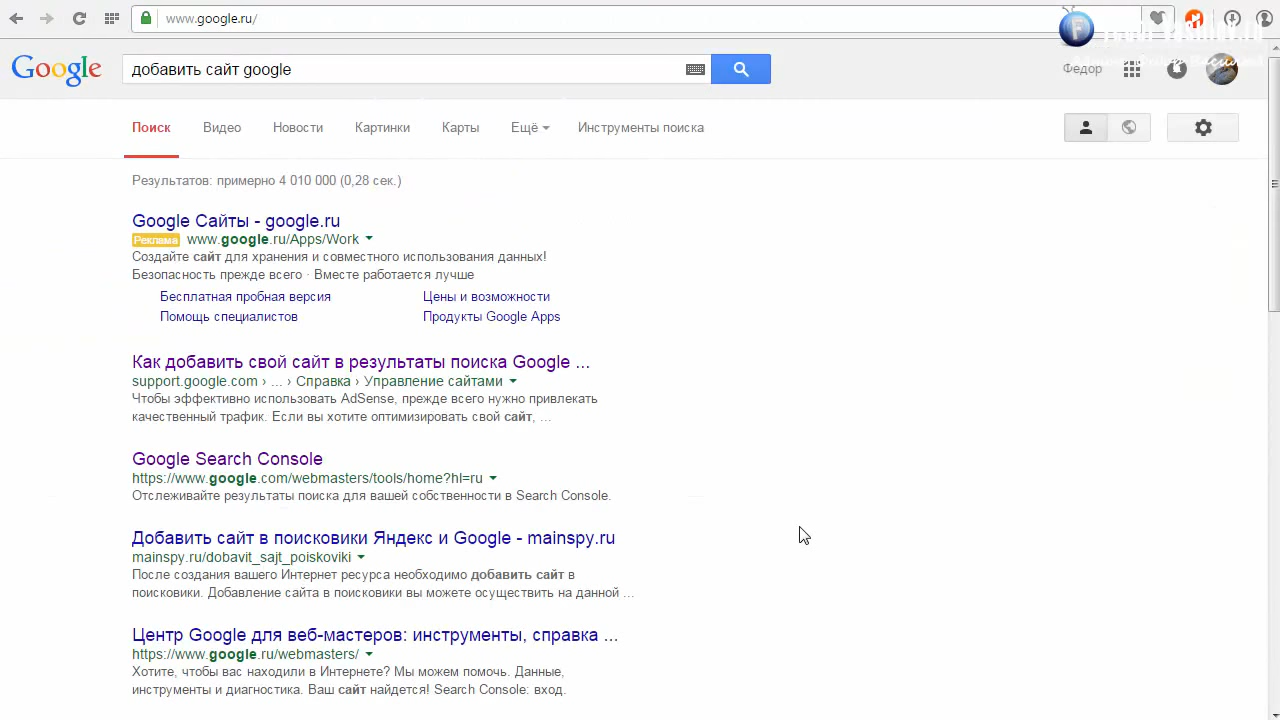 www.google.ru/
Google
добавить сайт google
Федор
Поиск Видео Новости Картинки Карты Ещё Инструменты поиска
Результатов: примерно 4 010 000 (0,28 сек.)
Google Сайты - google.ru
Реклама www.google.ru/Apps/Work
Создайте сайт для хранения и совместного использования данных!
Безопасность прежде всего · Вместе работается лучше
Бесплатная пробная версия Цены и возможности
Помощь специалистов Продукты Google Apps
Как добавить свой сайт в результаты поиска Google ...
support.google.com › ... › Справка › Управление сайтами
Чтобы эффективно использовать AdSense, прежде всего нужно привлекать
качественный трафик. Если вы хотите оптимизировать свой сайт, ...
Google Search Console
https://www.google.com/webmasters/tools/home?hl=ru
Отслеживайте результаты поиска для вашей собственности в Search Console.
Добавить сайт в поисковики Яндекс и Google - mainspy.ru
mainspy.ru/dobavit_sajt_poiskoviki
После создания вашего Интернет ресурса необходимо добавить сайт в
поисковики. Добавление сайта в поисковики вы можете осуществить на данной ...
Центр Google для веб-мастеров: инструменты, справка ...
https://www.google.ru/webmasters/
Хотите, чтобы вас находили в Интернете? Мы можем помочь. Данные,
инструменты и диагностика. Ваш сайт найдется! Search Console: вход.